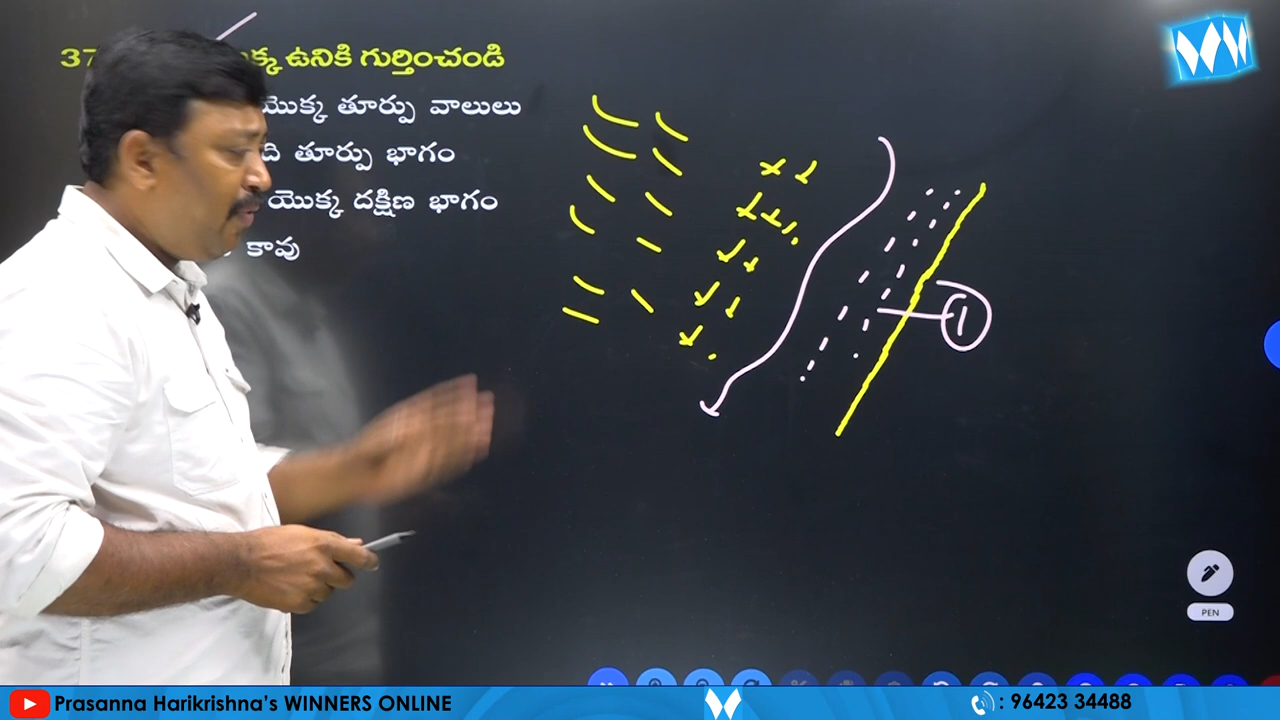 37 ఉనికి గుర్తించండి
యొక్క తూర్పు వాలులు
తూర్పు భాగం
యొక్క దక్షిణ భాగం
కావు
1
PEN
Prasanna Harikrishna's WINNERS ONLINE
: 96423 34488